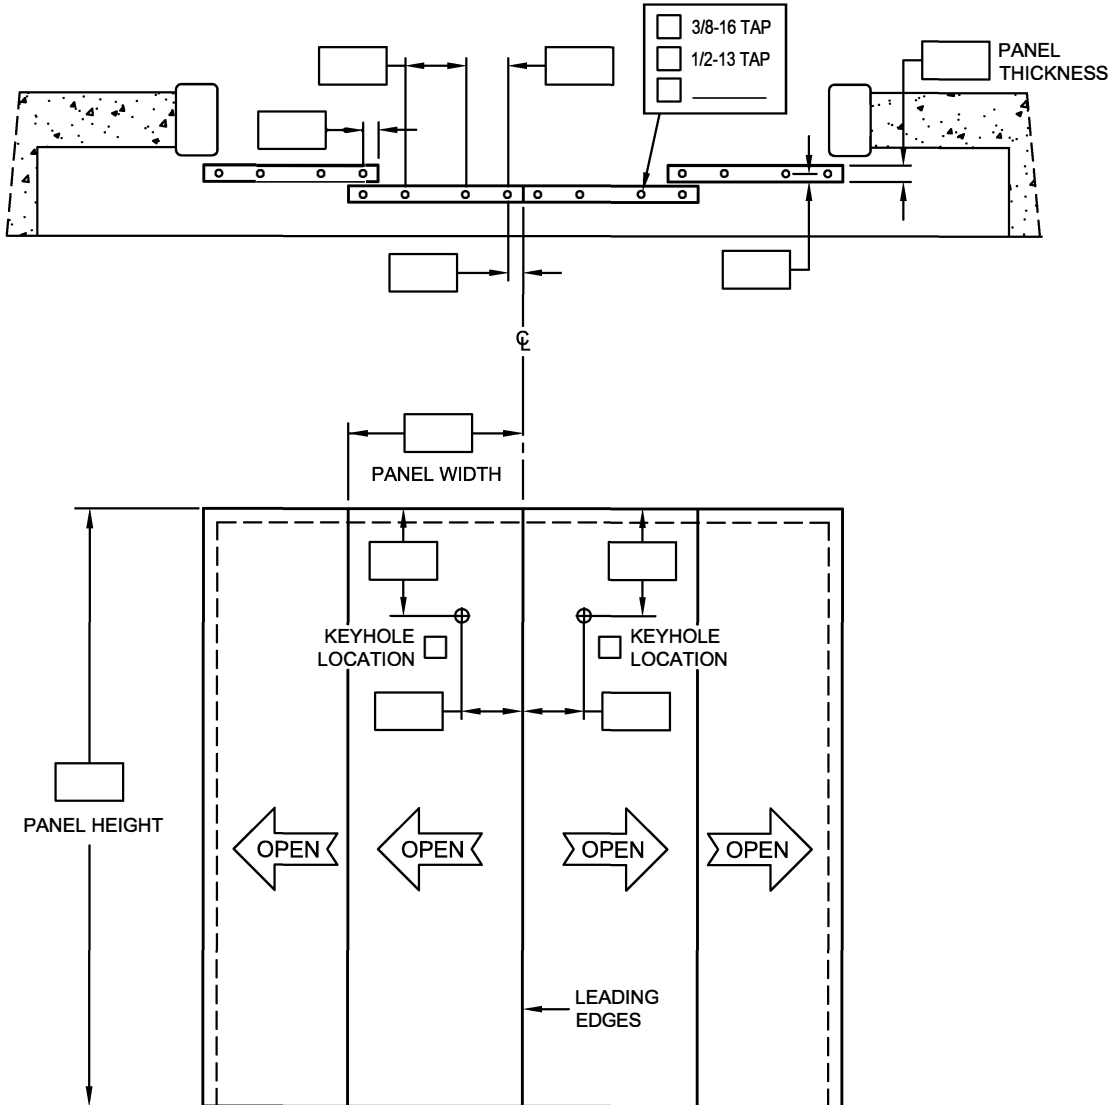 3/8-16 TAP
1/2-13 TAP
PANEL
THICKNESS
℄
PANEL WIDTH
KEYHOLE
LOCATION
KEYHOLE
LOCATION
PANEL HEIGHT
OPEN
OPEN
OPEN
OPEN
LEADING
EDGES